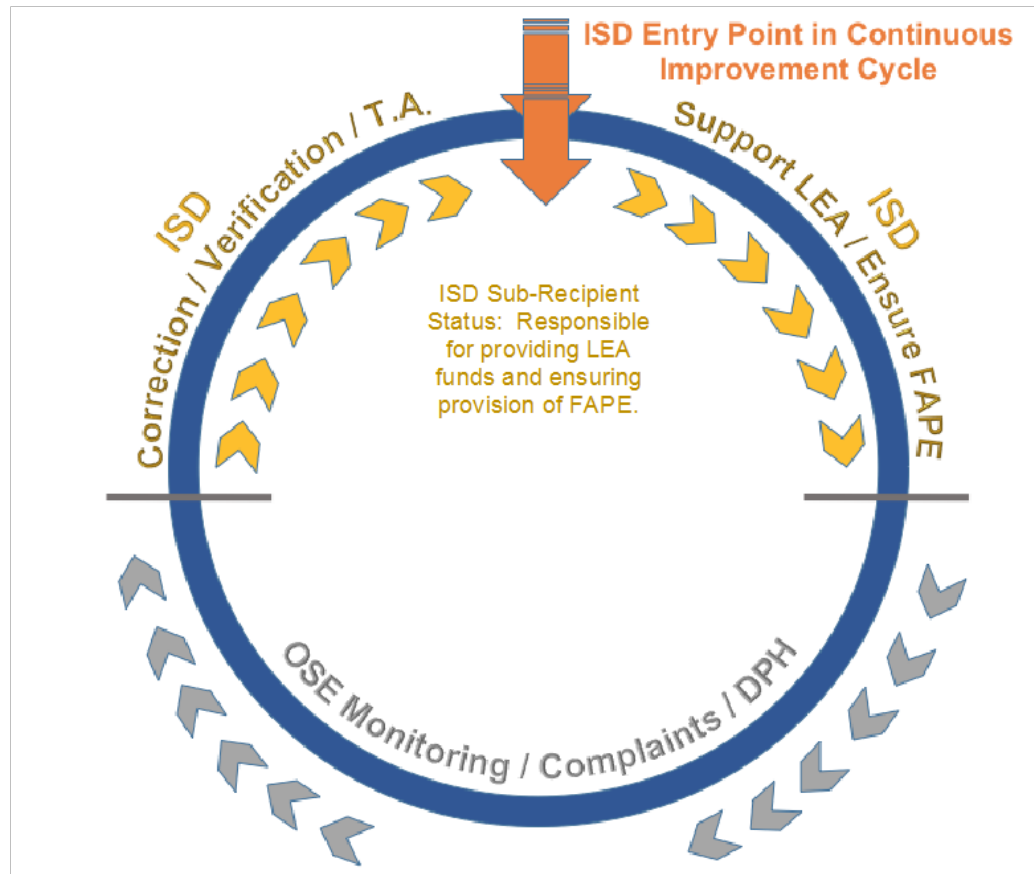 ISD Entry Point in Continuous
Improvement Cycle
ISD
Correction / Verification / T.A.
Support LEA / Ensure FAPE
ISD
ISD Sub-Recipient
Status: Responsible
for providing LEA
funds and ensuring
provision of FAPE.
OSE Monitoring / Complaints / DPH